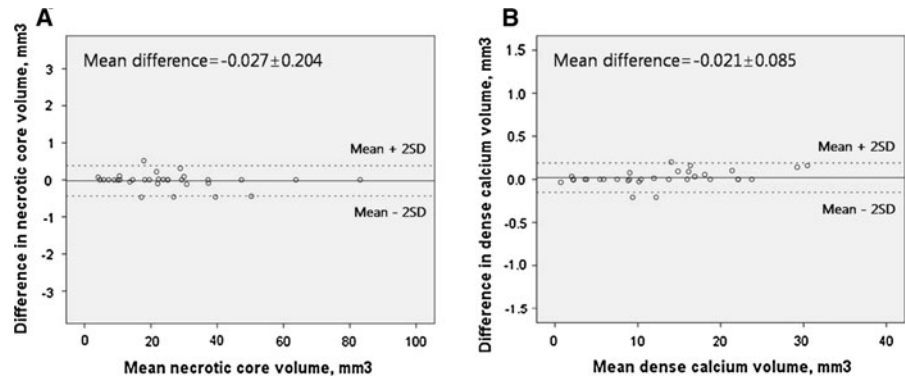 A
Mean difference=-0.027±0.204
Difference in necrotic core volume, mm3
3
2
1
0
-1
-2
-3
Mean + 2SD
Mean - 2SD
0
20
40
60
80
100
Mean necrotic core volume, mm3
B
Mean difference=-0.021±0.085
Difference in dense calcium volume, mm3
1.5
1.0
0.5
0.0
-0.5
-1.0
-1.5
Mean + 2SD
Mean - 2SD
0
10
20
30
40
Mean dense calcium volume, mm3